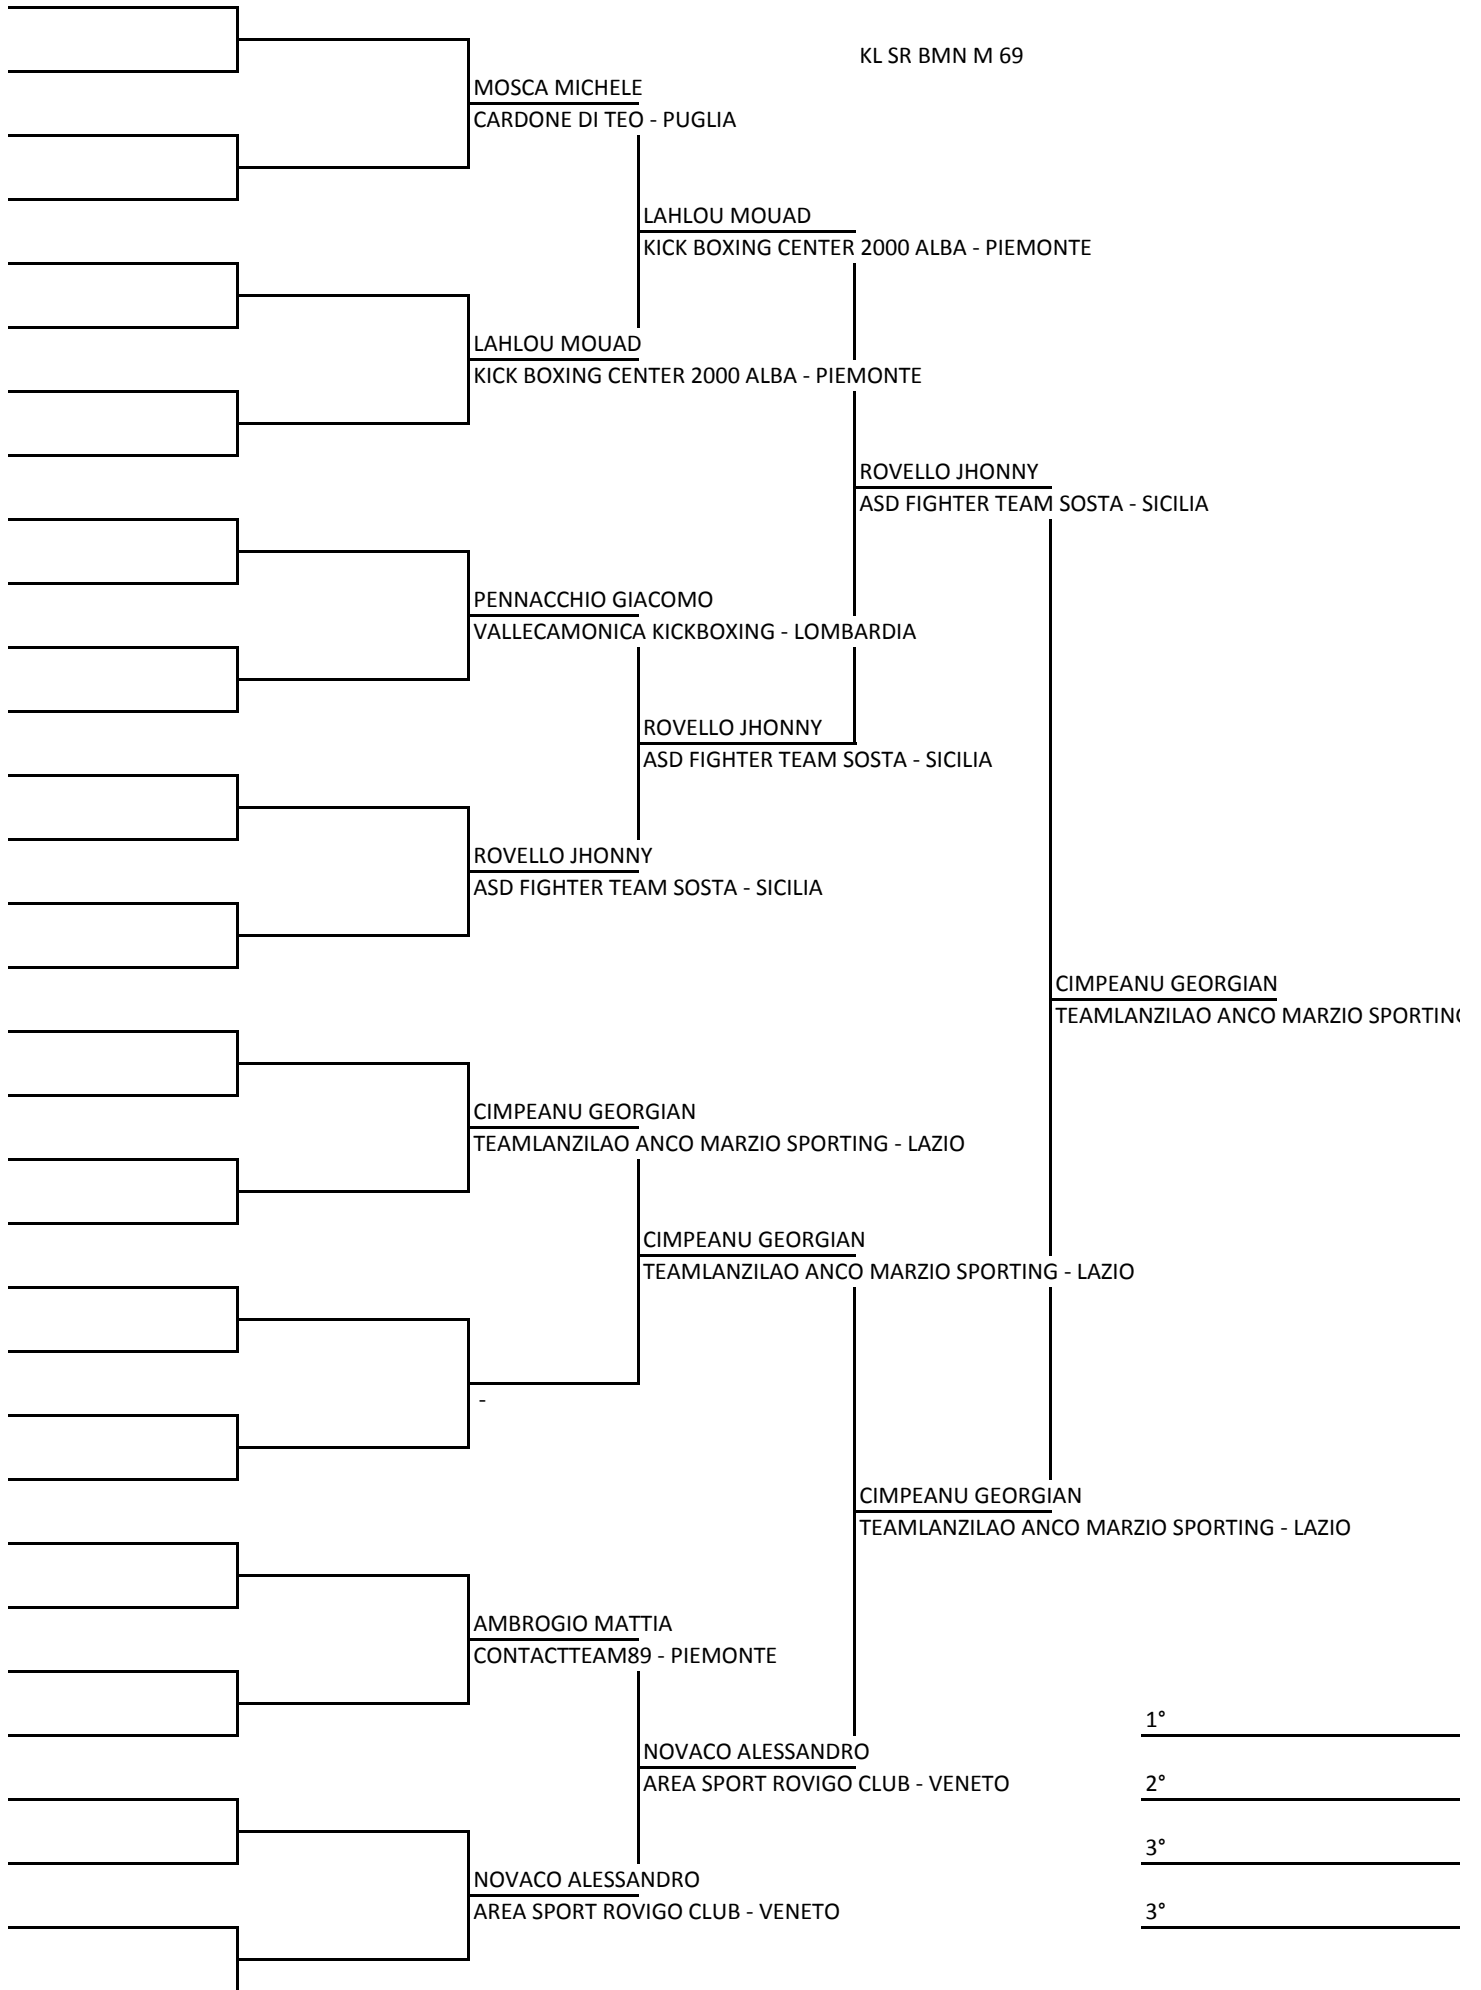 KL SR BMN M 69
MOSCA MICHELE
CARDONE DI TEO - PUGLIA
LAHLOU MOUAD
KICK BOXING CENTER 2000 ALBA - PIEMONTE
LAHLOU MOUAD
KICK BOXING CENTER 2000 ALBA - PIEMONTE
ROVELLO JHONNY
ASD FIGHTER TEAM SOSTA - SICILIA
PENNACCHIO GIACOMO
VALLECAMONICA KICKBOXING - LOMBARDIA
ROVELLO JHONNY
ASD FIGHTER TEAM SOSTA - SICILIA
ROVELLO JHONNY
ASD FIGHTER TEAM SOSTA - SICILIA
CIMPEANU GEORGIAN
TEAMLANZILAO ANCO MARZIO SPORTING
CIMPEANU GEORGIAN
TEAMLANZILAO ANCO MARZIO SPORTING - LAZIO
CIMPEANU GEORGIAN
TEAMLANZILAO ANCO MARZIO SPORTING - LAZIO
-
CIMPEANU GEORGIAN
TEAMLANZILAO ANCO MARZIO SPORTING - LAZIO
AMBROGIO MATTIA
CONTACTTEAM89 - PIEMONTE
1°
NOVACO ALESSANDRO
AREA SPORT ROVIGO CLUB - VENETO
2°
3°
NOVACO ALESSANDRO
AREA SPORT ROVIGO CLUB - VENETO
3°